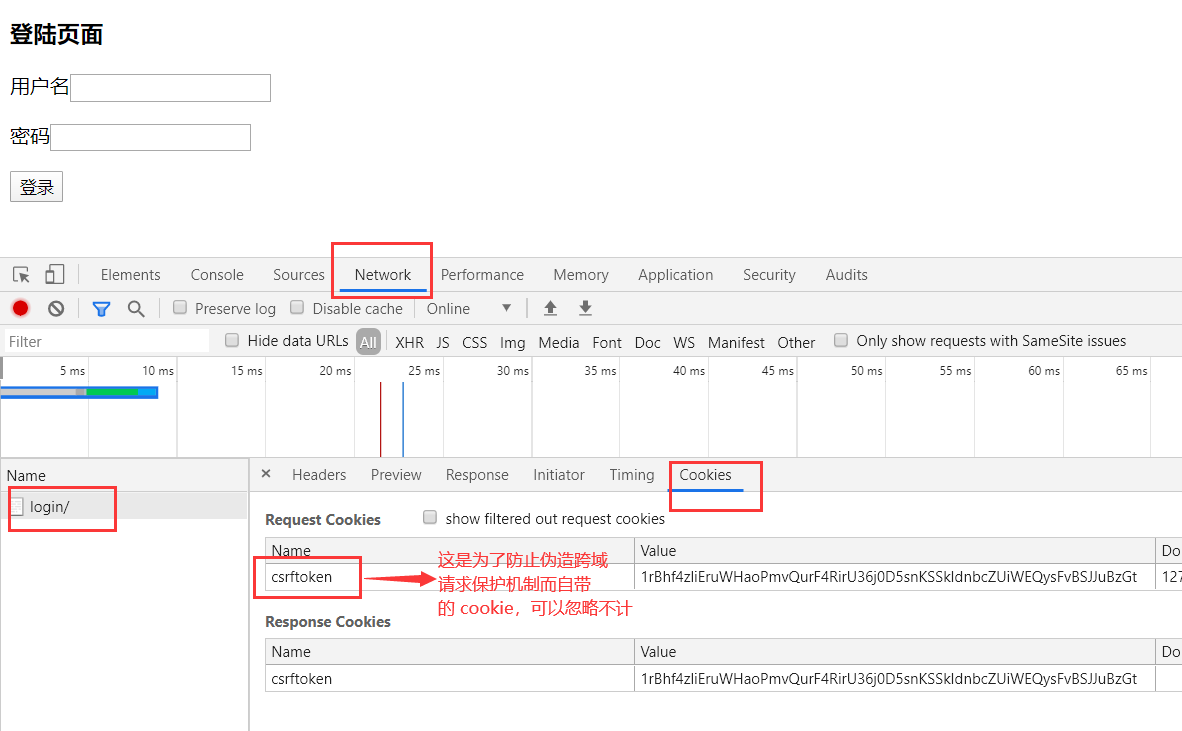 登陆页面
用户名
密码
登录
Elements Console Sources Network Performance Memory Application Security Audits
Preserve log Disable cache Online
Filter Hide data URLs All XHR JS CSS Img Media Font Doc WS Manifest Other Only show requests with SameSite issues
5 ms 10 ms 15 ms 20 ms 25 ms 30 ms 35 ms 40 ms 45 ms 50 ms 55 ms 60 ms 65 ms
Name
login/
× Headers Preview Response Initiator Timing Cookies
Request Cookies show filtered out request cookies
Name Value Do
csrftoken 1rBhf4zIiEruWHaoPmvQurF4RirU36j0D5snKSSkIdnbcZUiWEQysFvBSJJuBzGt 127
这是为了防止伪造跨域
请求保护机制而自带
的 cookie，可以忽略不计
Response Cookies
Name Value Do
csrftoken 1rBhf4zIiEruWHaoPmvQurF4RirU36j0D5snKSSkIdnbcZUiWEQysFvBSJJuBzGt